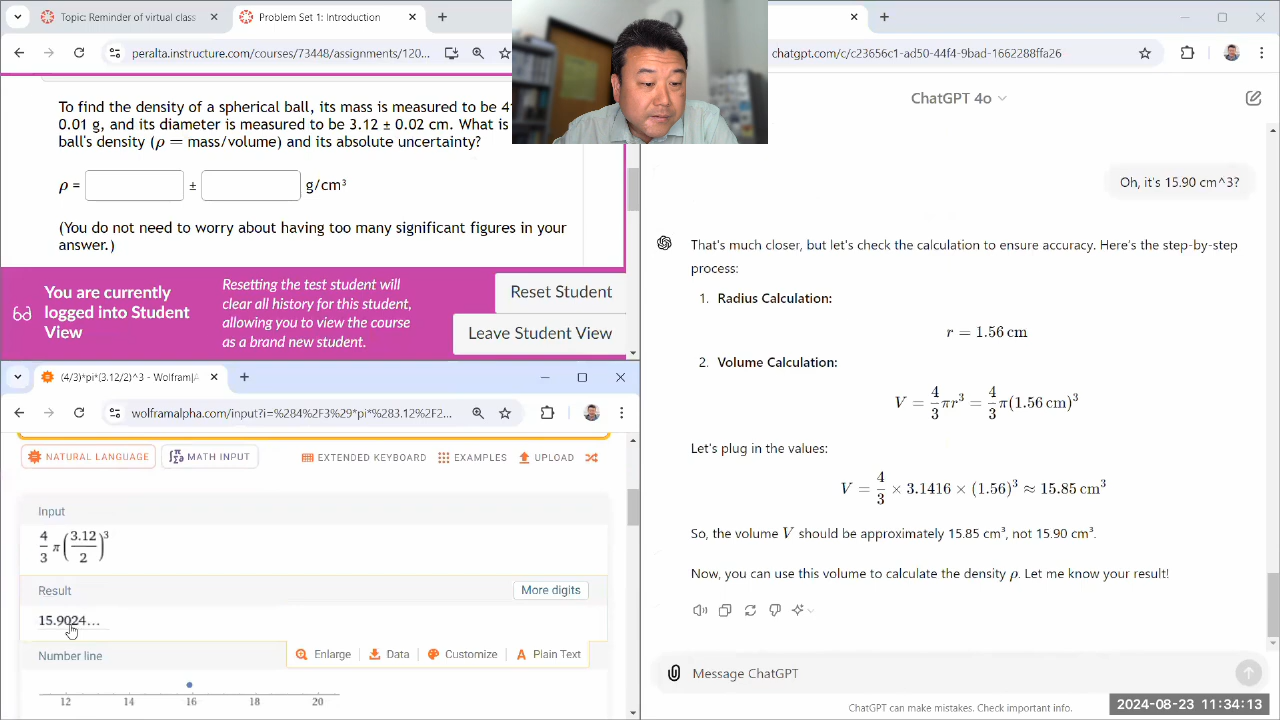 Topic: Reminder of virtual class
Problem Set 1: Introduction
peralta.instructure.com/courses/73448/assignments/120...
chatgpt.com/c/c23656c1-ad50-44f4-9bad-1662288ffa26
To find the density of a spherical ball, its mass is measured to be 4
0.01 g, and its diameter is measured to be 3.12 ± 0.02 cm. What is
ball's density (ρ = mass/volume) and its absolute uncertainty?
ρ = ± g/cm³
(You do not need to worry about having too many significant figures in your
answer.)
You are currently
logged into Student
View
Resetting the test student will
clear all history for this student,
allowing you to view the course
as a brand new student.
Reset Student
Leave Student View
(4/3)*pi*(3.12/2)^3 - Wolfram|A
wolframalpha.com/input?i=%284%2F3%29*pi*%283.12%2F2...
NATURAL LANGUAGE
MATH INPUT
EXTENDED KEYBOARD
EXAMPLES
UPLOAD
Input
4/3 π (3.12/2)³
Result
More digits
15.9024...
Number line
Enlarge
Data
Customize
Plain Text
12 14 16 18 20
ChatGPT 4o
Oh, it's 15.90 cm^3?
That's much closer, but let's check the calculation to ensure accuracy. Here's the step-by-step
process:
1. Radius Calculation:
r = 1.56 cm
2. Volume Calculation:
V = 4/3 πr³ = 4/3 π(1.56 cm)³
Let's plug in the values:
V = 4/3 × 3.1416 × (1.56)³ ≈ 15.85 cm³
So, the volume V should be approximately 15.85 cm³, not 15.90 cm³.
Now, you can use this volume to calculate the density ρ. Let me know your result!
Message ChatGPT
ChatGPT can make mistakes. Check important info.
2024-08-23 11:34:13